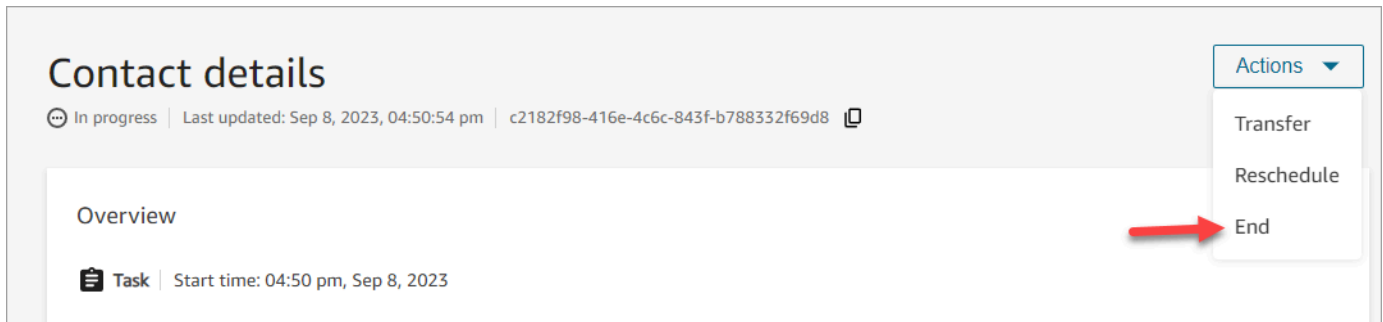 Contact details
Actions
In progress Last updated: Sep 8, 2023, 04:50:54 pm c2182f98-416e-4c6c-843f-b788332f69d8
Transfer
Reschedule
Overview
End
Task Start time: 04:50 pm, Sep 8, 2023